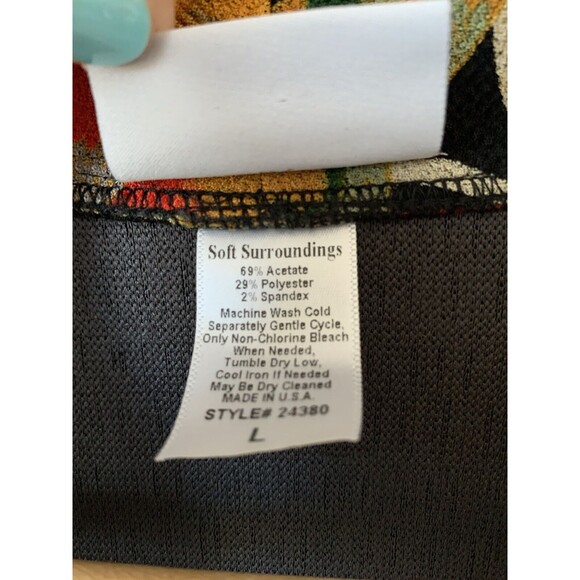 Soft Surroundings
69% Acetate
29% Polyester
2% Spandex
Machine Wash Cold
Separately Gentle Cycle,
Only Non-Chlorine Bleach
When Needed,
Tumble Dry Low,
Cool Iron If Needed
May Be Dry Cleaned
MADE IN U.S.A.
STYLE# 24380
L